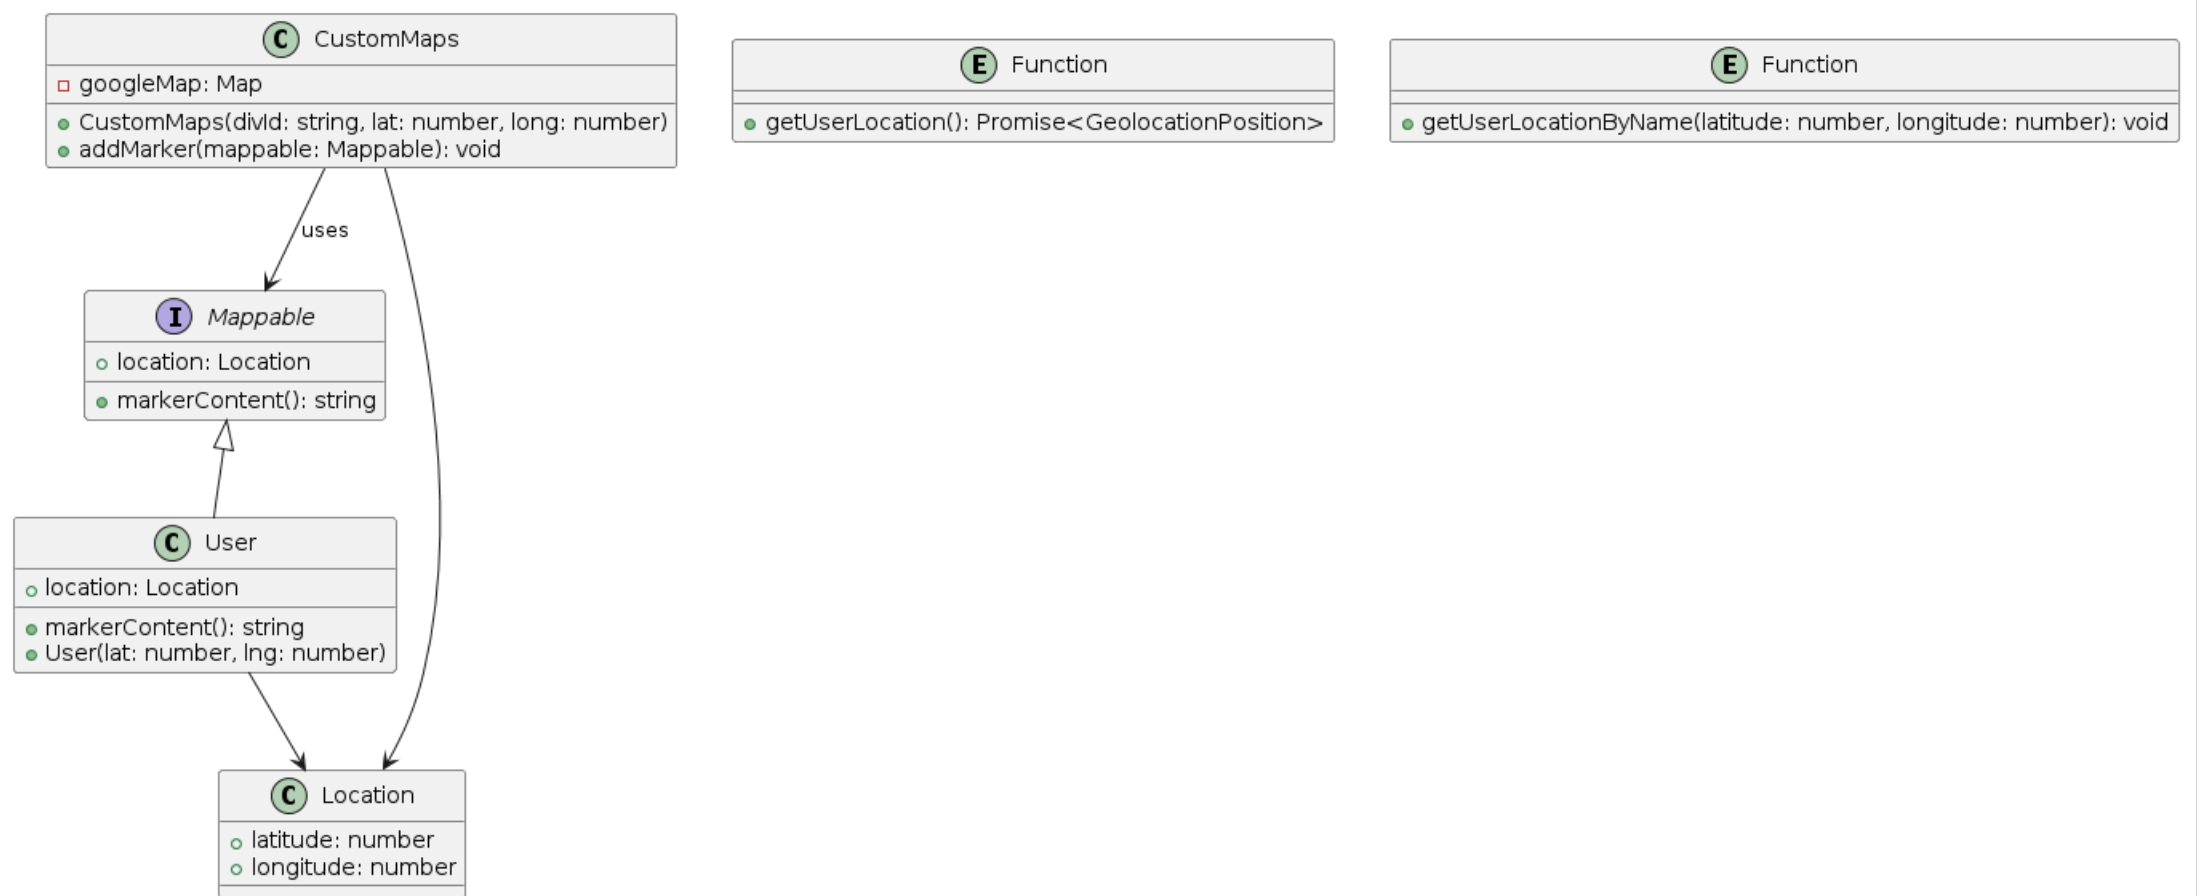 C CustomMaps
googleMap: Map
CustomMaps(divId: string, lat: number, long: number)
addMarker(mappable: Mappable): void
E Function
getUserLocation(): Promise<GeolocationPosition>
E Function
getUserLocationByName(latitude: number, longitude: number): void
uses
I Mappable
location: Location
markerContent(): string
C User
location: Location
markerContent(): string
User(lat: number, lng: number)
C Location
latitude: number
longitude: number